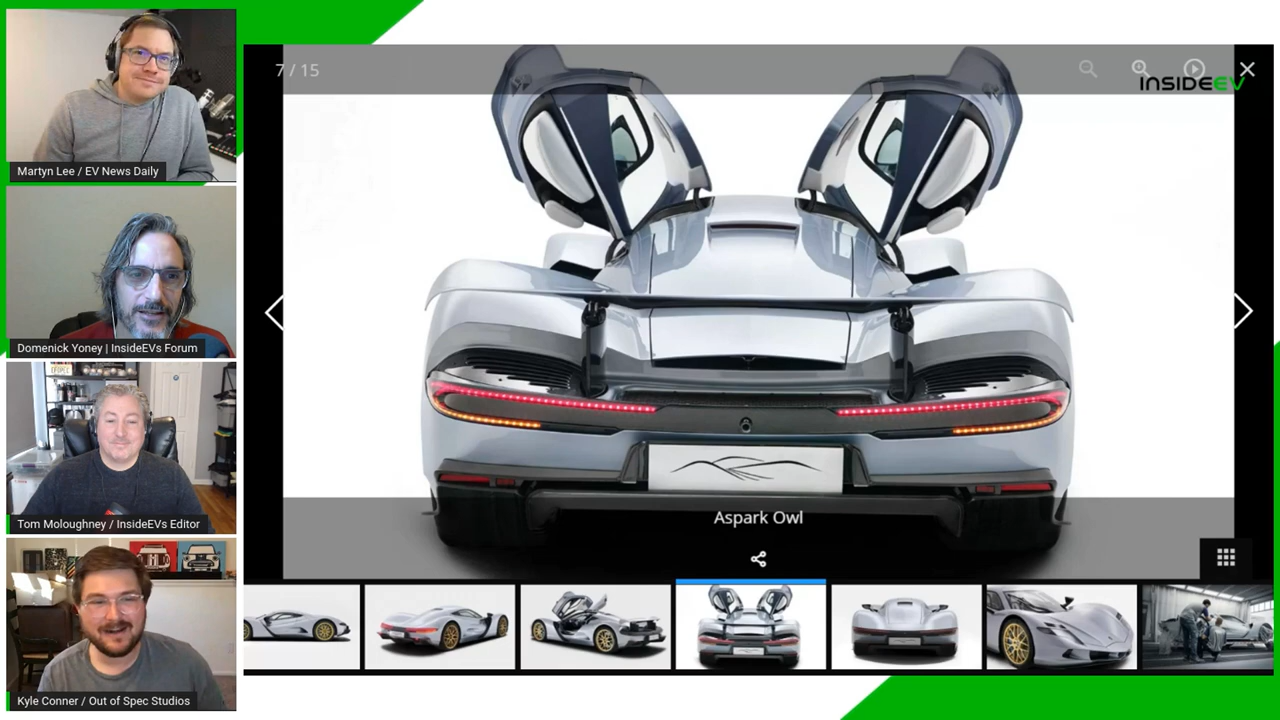 Martyn Lee / EV News Daily
Domenick Yoney | InsideEVs Forum
Tom Moloughney / InsideEVs Editor
Kyle Conner / Out of Spec Studios
7 / 15
INSIDEEV
Aspark Owl